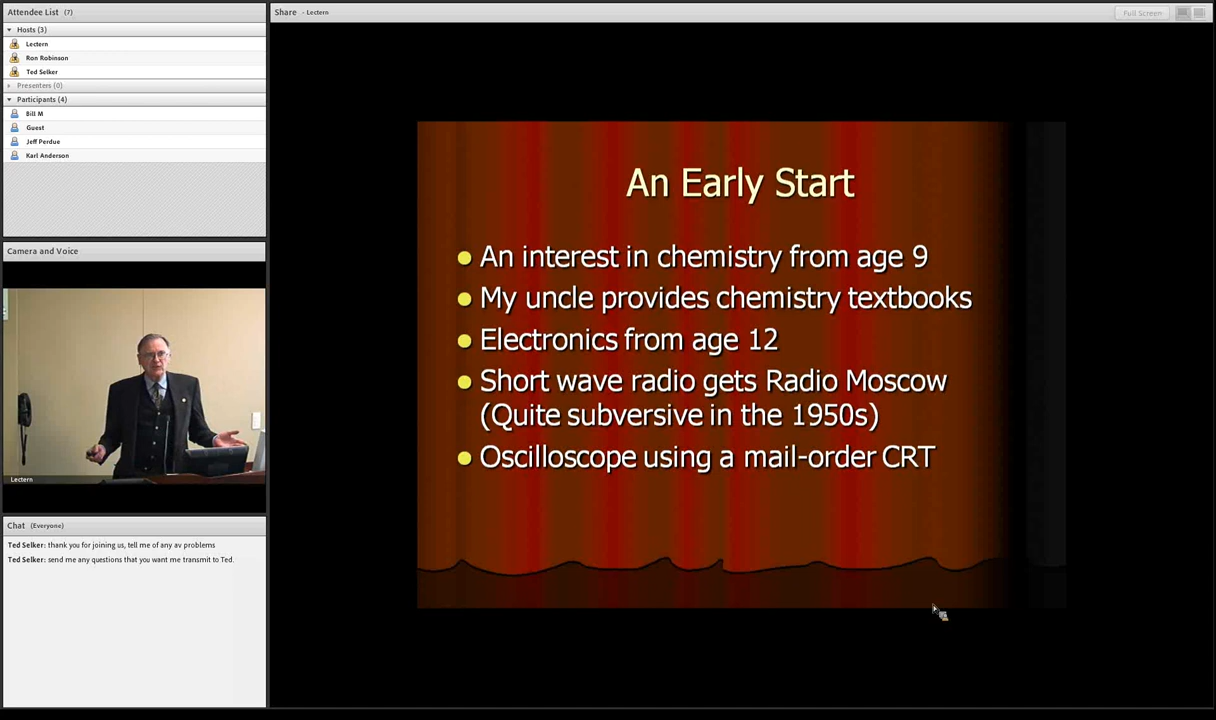 Attendee List (7)
Hosts (3)
Lectern
Ron Robinson
Ted Selker
Presenters (0)
Participants (4)
Bill M
Guest
Jeff Perdue
Karl Anderson
Camera and Voice
Lectern
Chat (Everyone)
Ted Selker: thank you for joining us, tell me of any av problems
Ted Selker: send me any questions that you want me transmit to Ted.
Share - Lectern
Full Screen
An Early Start
An interest in chemistry from age 9
My uncle provides chemistry textbooks
Electronics from age 12
Short wave radio gets Radio Moscow
(Quite subversive in the 1950s)
Oscilloscope using a mail-order CRT